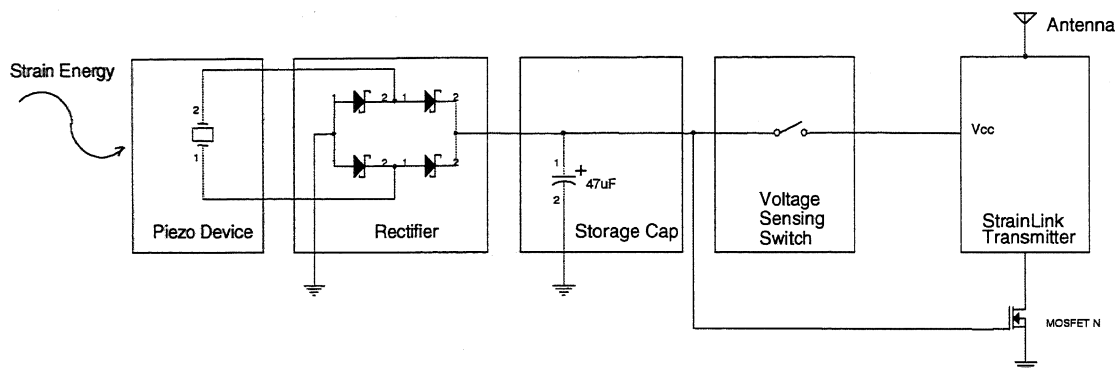 Antenna
Strain Energy
2
1
Piezo Device
1 2 1 2
1 2 1 2
Rectifier
1
+
47uF
2
Storage Cap
Voltage
Sensing
Switch
Vcc
StrainLink
Transmitter
MOSFET N